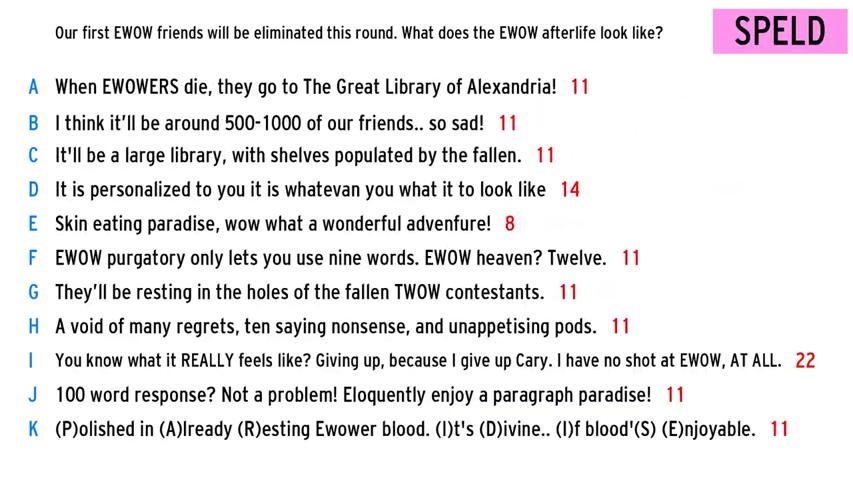 Our first EWOW friends will be eliminated this round. What does the EWOW afterlife look like?
SPELD
A When EWOWERS die, they go to The Great Library of Alexandria! 11
B I think it'll be around 500-1000 of our friends.. so sad! 11
C It'll be a large library, with shelves populated by the fallen. 11
D It is personalized to you it is whatevan you what it to look like 14
E Skin eating paradise, wow what a wonderful advenfure! 8
F EWOW purgatory only lets you use nine words. EWOW heaven? Twelve. 11
G They'll be resting in the holes of the fallen TWOW contestants. 11
H A void of many regrets, ten saying nonsense, and unappetising pods. 11
I You know what it REALLY feels like? Giving up, because I give up Cary. I have no shot at EWOW, AT ALL. 22
J 100 word response? Not a problem! Eloquently enjoy a paragraph paradise! 11
K (P)olished in (A)lready (R)esting Ewower blood. (I)t's (D)ivine.. (I)f blood'(S) (E)njoyable. 11